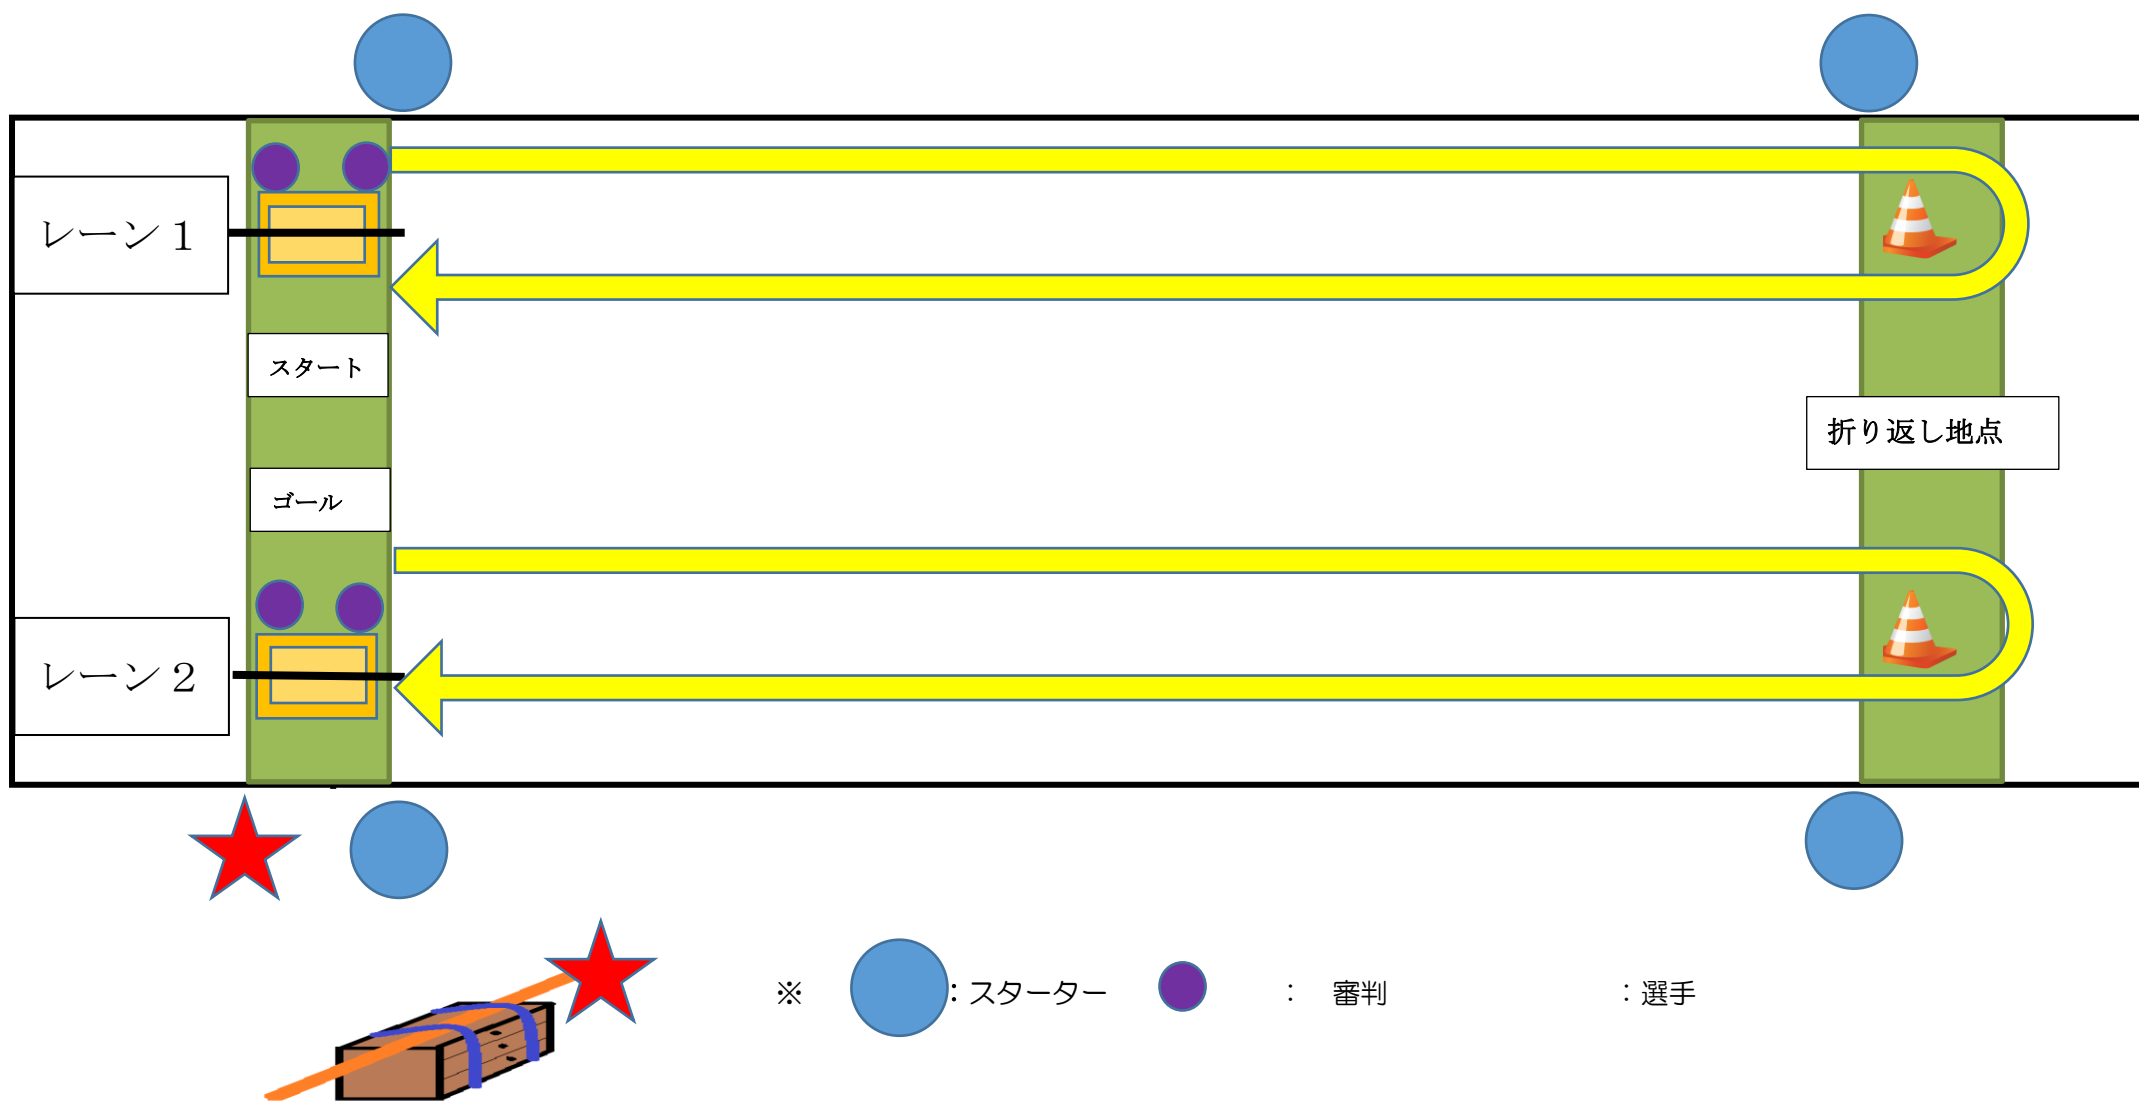 レーン１
スタート
折り返し地点
ゴール
レーン２
※ ：スターター ： 審判 ：選手